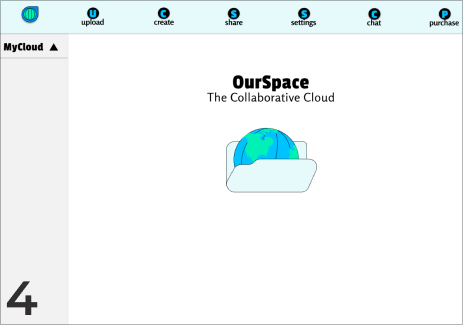 U C S S C P
upload create share settings chat purchase
MyCloud ▲
OurSpace
The Collaborative Cloud
4